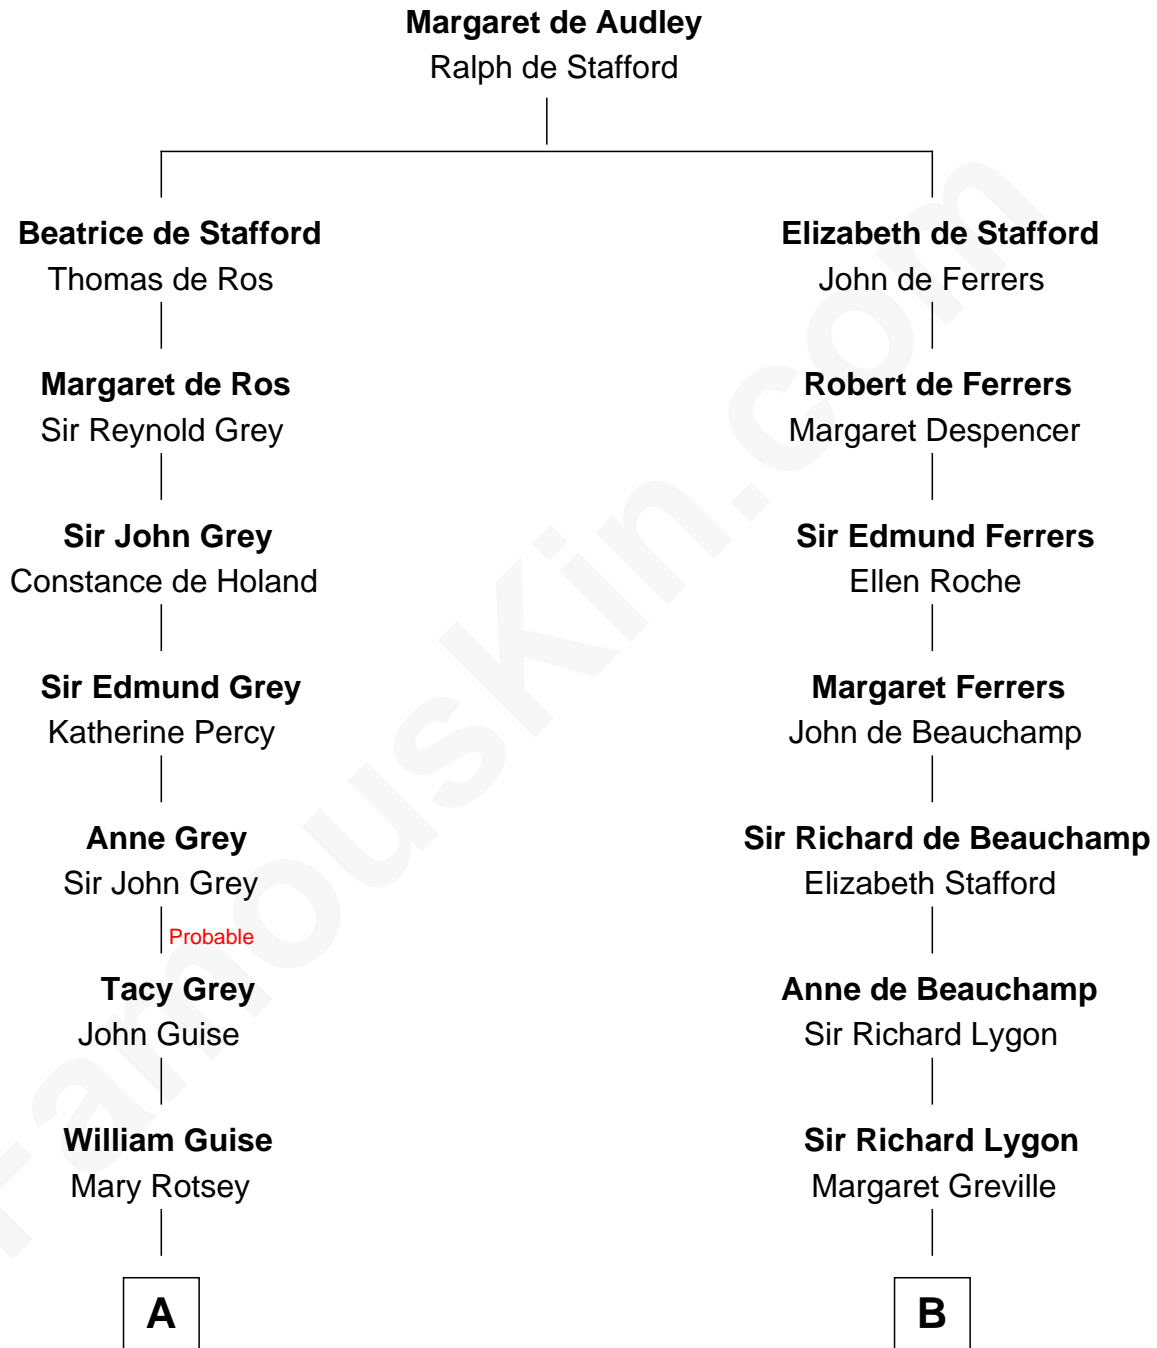 Margaret de Audley
Ralph de Stafford
Beatrice de Stafford
Thomas de Ros
Elizabeth de Stafford
John de Ferrers
Margaret de Ros
Sir Reynold Grey
Robert de Ferrers
Margaret Despencer
Sir John Grey
Constance de Holand
Sir Edmund Ferrers
Ellen Roche
Sir Edmund Grey
Katherine Percy
Margaret Ferrers
John de Beauchamp
Anne Grey
Sir John Grey
Sir Richard de Beauchamp
Elizabeth Stafford
Probable
Tacy Grey
John Guise
Anne de Beauchamp
Sir Richard Lygon
William Guise
Mary Rotsey
Sir Richard Lygon
Margaret Greville
A
B
FamousKin.com